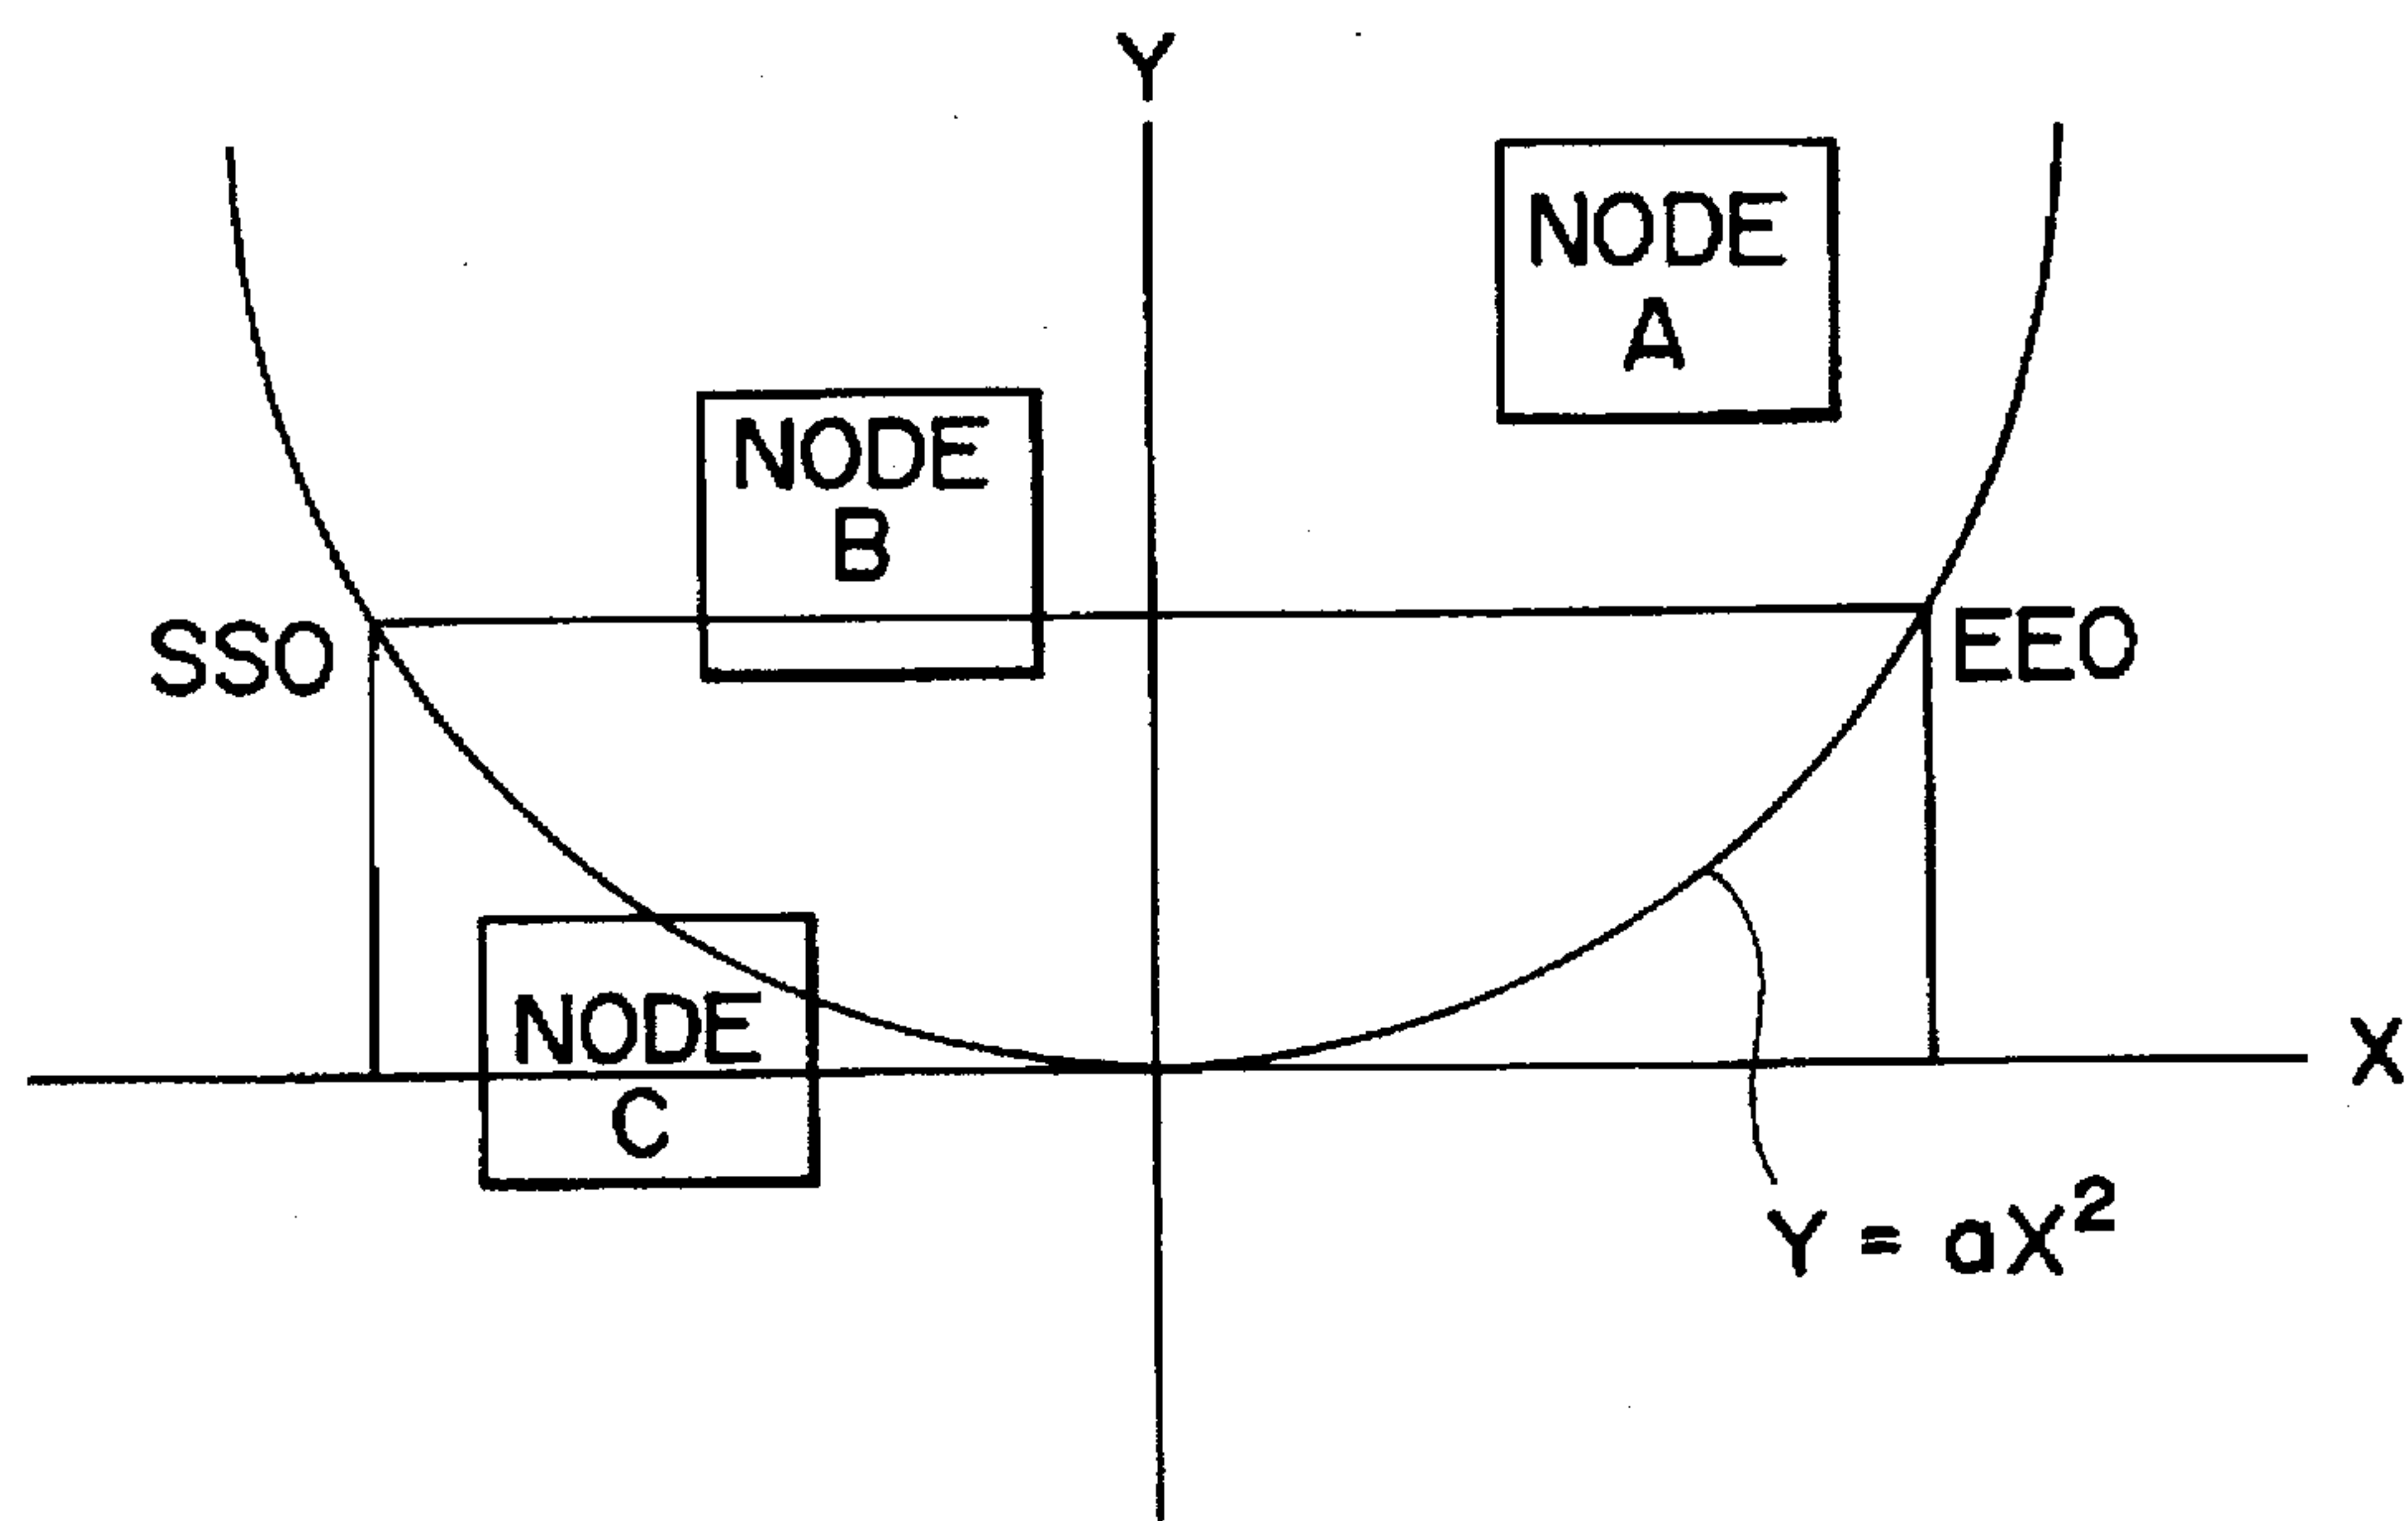 Y
NODE
A
NODE
B
SSO
EEO
NODE
C
X
Y = aX²